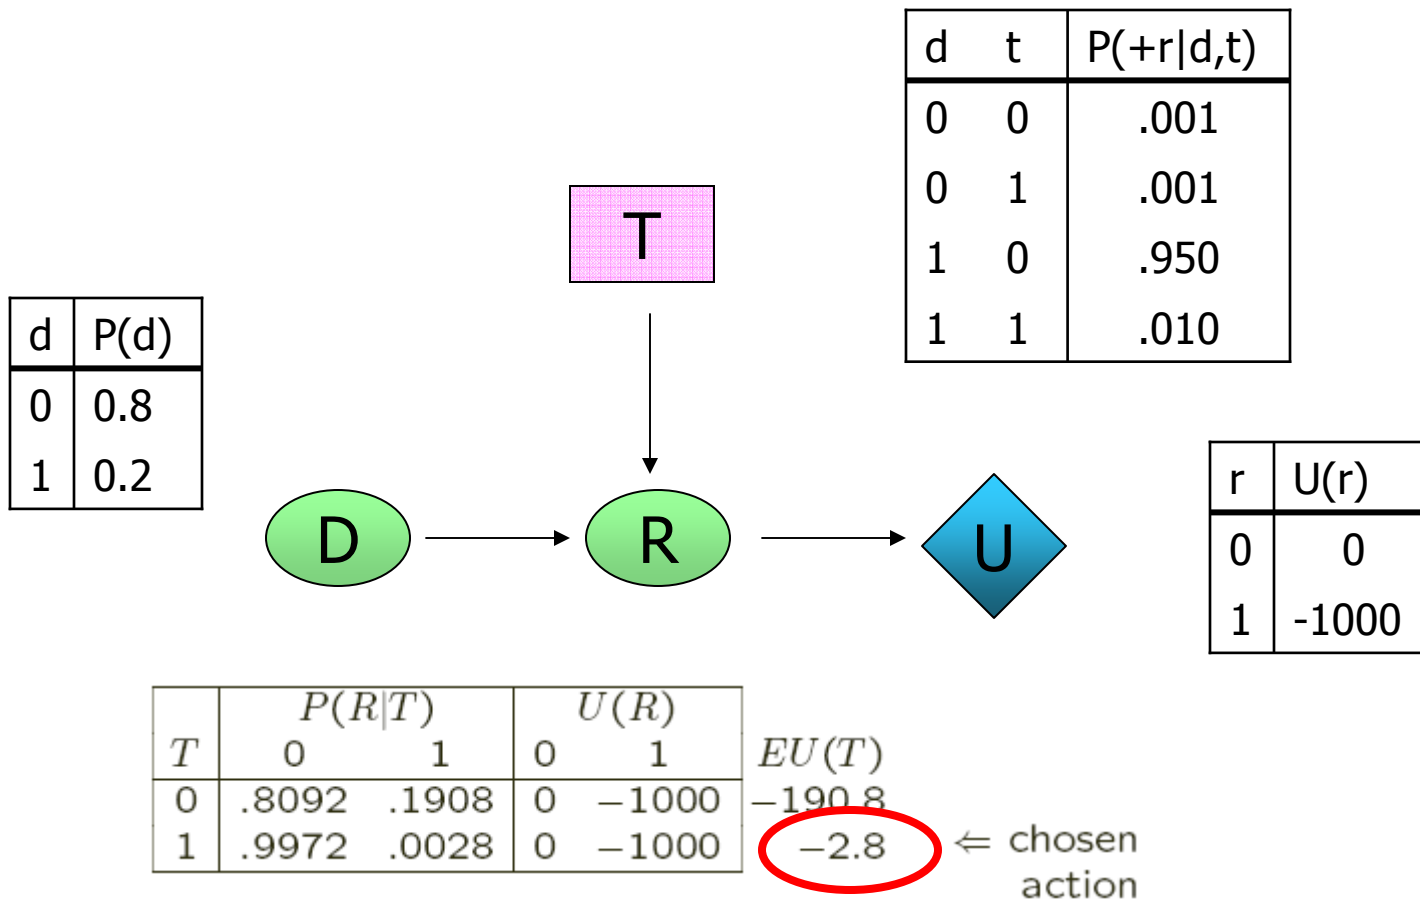 d t P(+r|d,t)
0 0 .001
0 1 .001
1 0 .950
1 1 .010
T
d P(d)
0 0.8
1 0.2
D R U
r U(r)
0 0
1 -1000
P(R|T) U(R)
T 0 1 0 1 EU(T)
0 .8092 .1908 0 −1000 −190.8
1 .9972 .0028 0 −1000 −2.8 ⇐ chosen
action